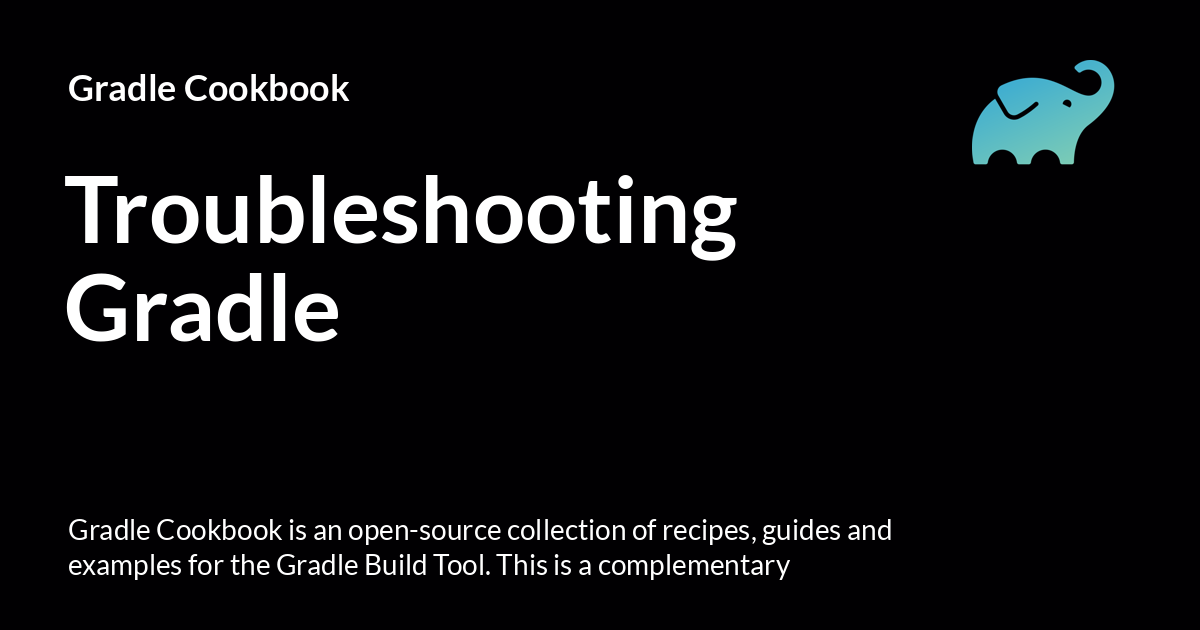 Gradle Cookbook
Troubleshooting
Gradle
Gradle Cookbook is an open-source collection of recipes, guides and
examples for the Gradle Build Tool. This is a complementary